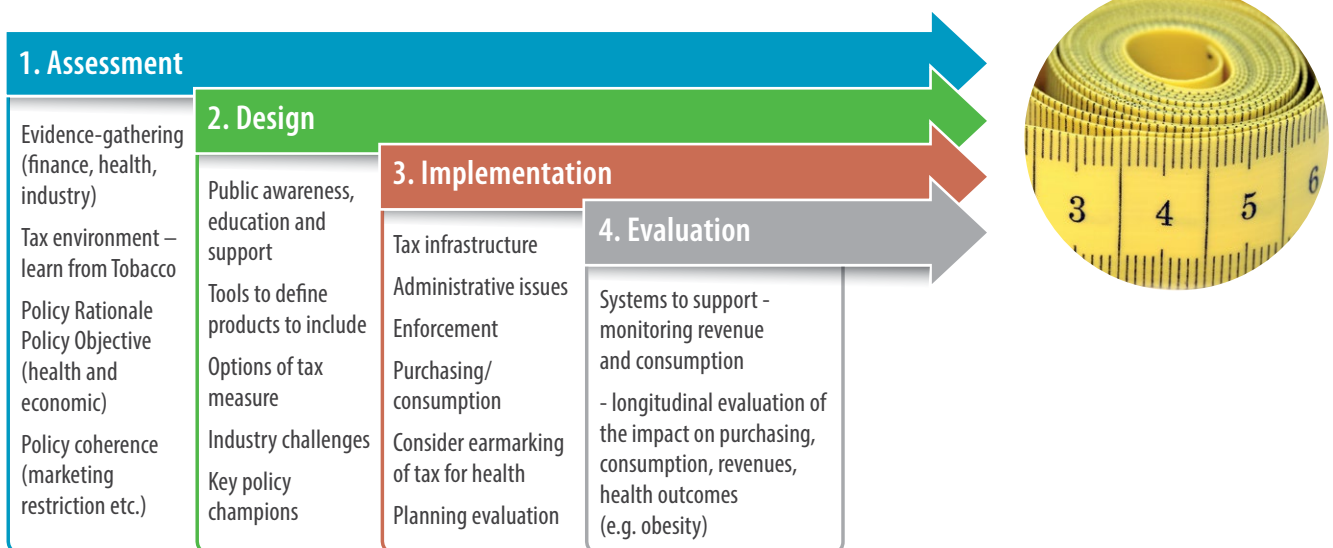 1. Assessment
Evidence-gathering
(finance, health,
industry)
Tax environment –
learn from Tobacco
Policy Rationale
Policy Objective
(health and
economic)
Policy coherence
(marketing
restriction etc.)
2. Design
Public awareness,
education and
support
Tools to define
products to include
Options of tax
measure
Industry challenges
Key policy
champions
3. Implementation
Tax infrastructure
Administrative issues
Enforcement
Purchasing/
consumption
Consider earmarking
of tax for health
Planning evaluation
4. Evaluation
Systems to support -
monitoring revenue
and consumption
- longitudinal evaluation of
the impact on purchasing,
consumption, revenues,
health outcomes
(e.g. obesity)
3 4 5 6